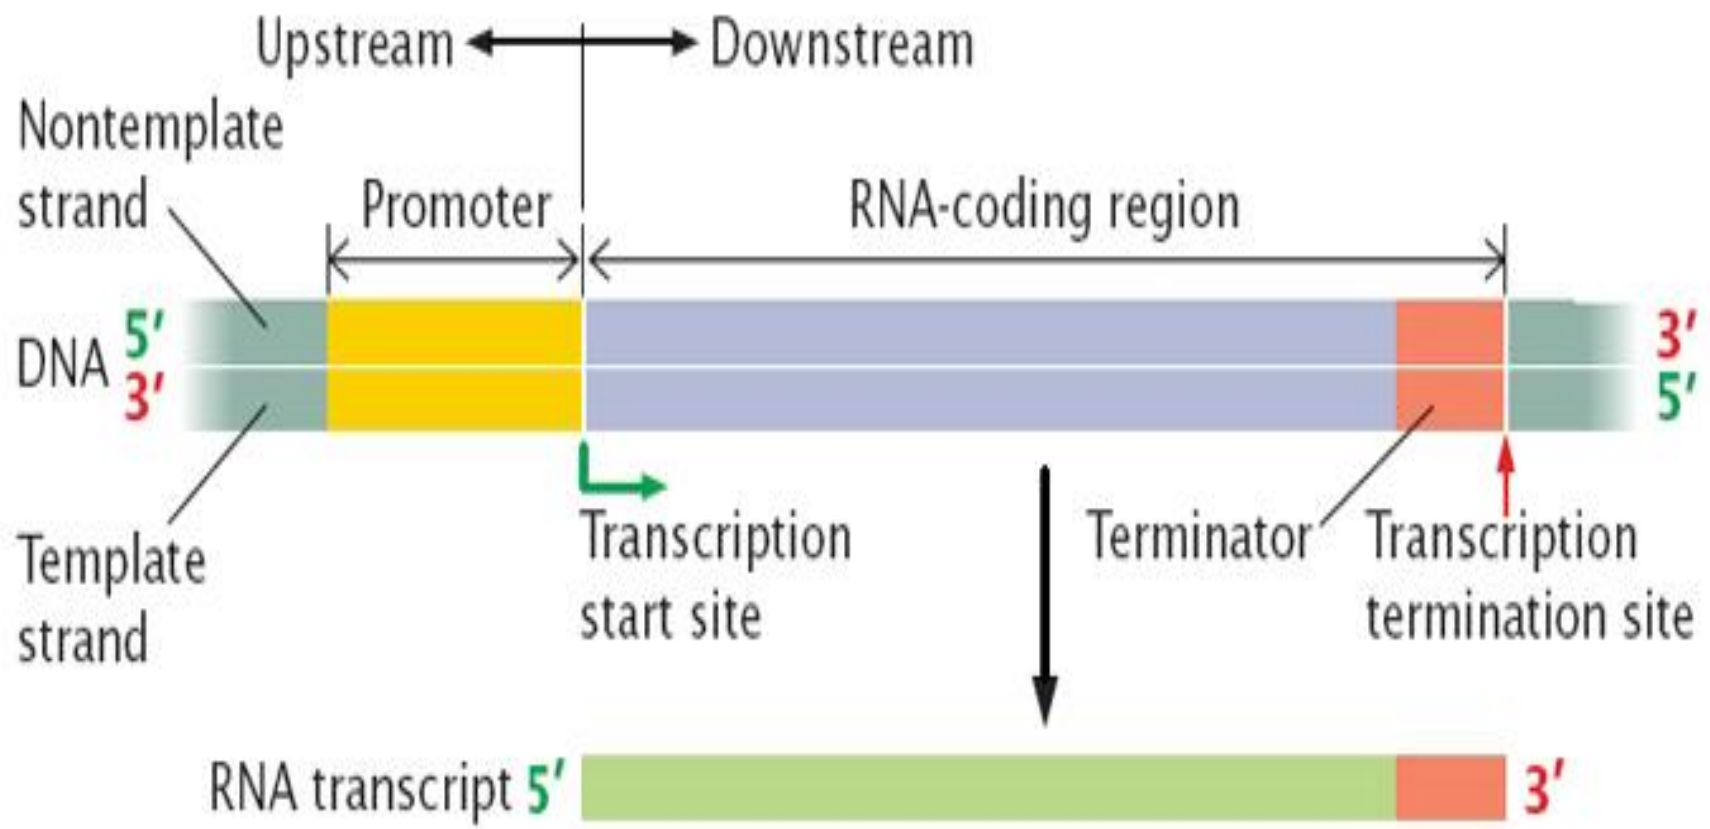 Upstream Downstream
Nontemplate
strand
Promoter
RNA-coding region
DNA
5′
3′
3′
5′
Template
strand
Transcription
start site
Terminator
Transcription
termination site
RNA transcript 5′
3′